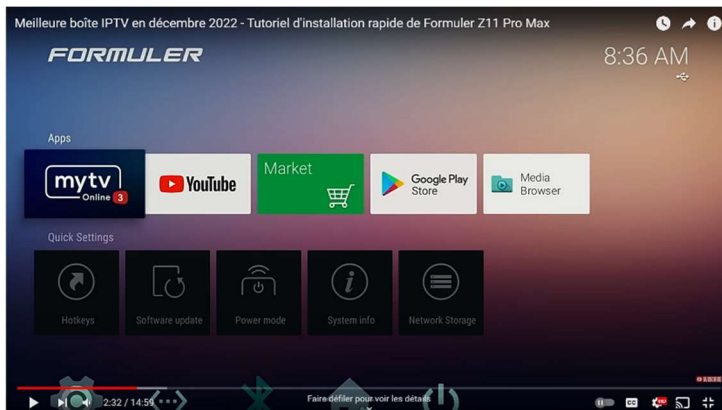 Meilleure boîte IPTV en décembre 2022 - Tutoriel d'installation rapide de Formuler Z11 Pro Max
FORMULER
8:36 AM
Apps
mytv
Online 3
YouTube
Market
Google Play
Store
Media
Browser
Quick Settings
Hotkeys
Software update
Power mode
System info
Network Storage
2:32 / 14:59
Faire défiler pour voir les détails
CC